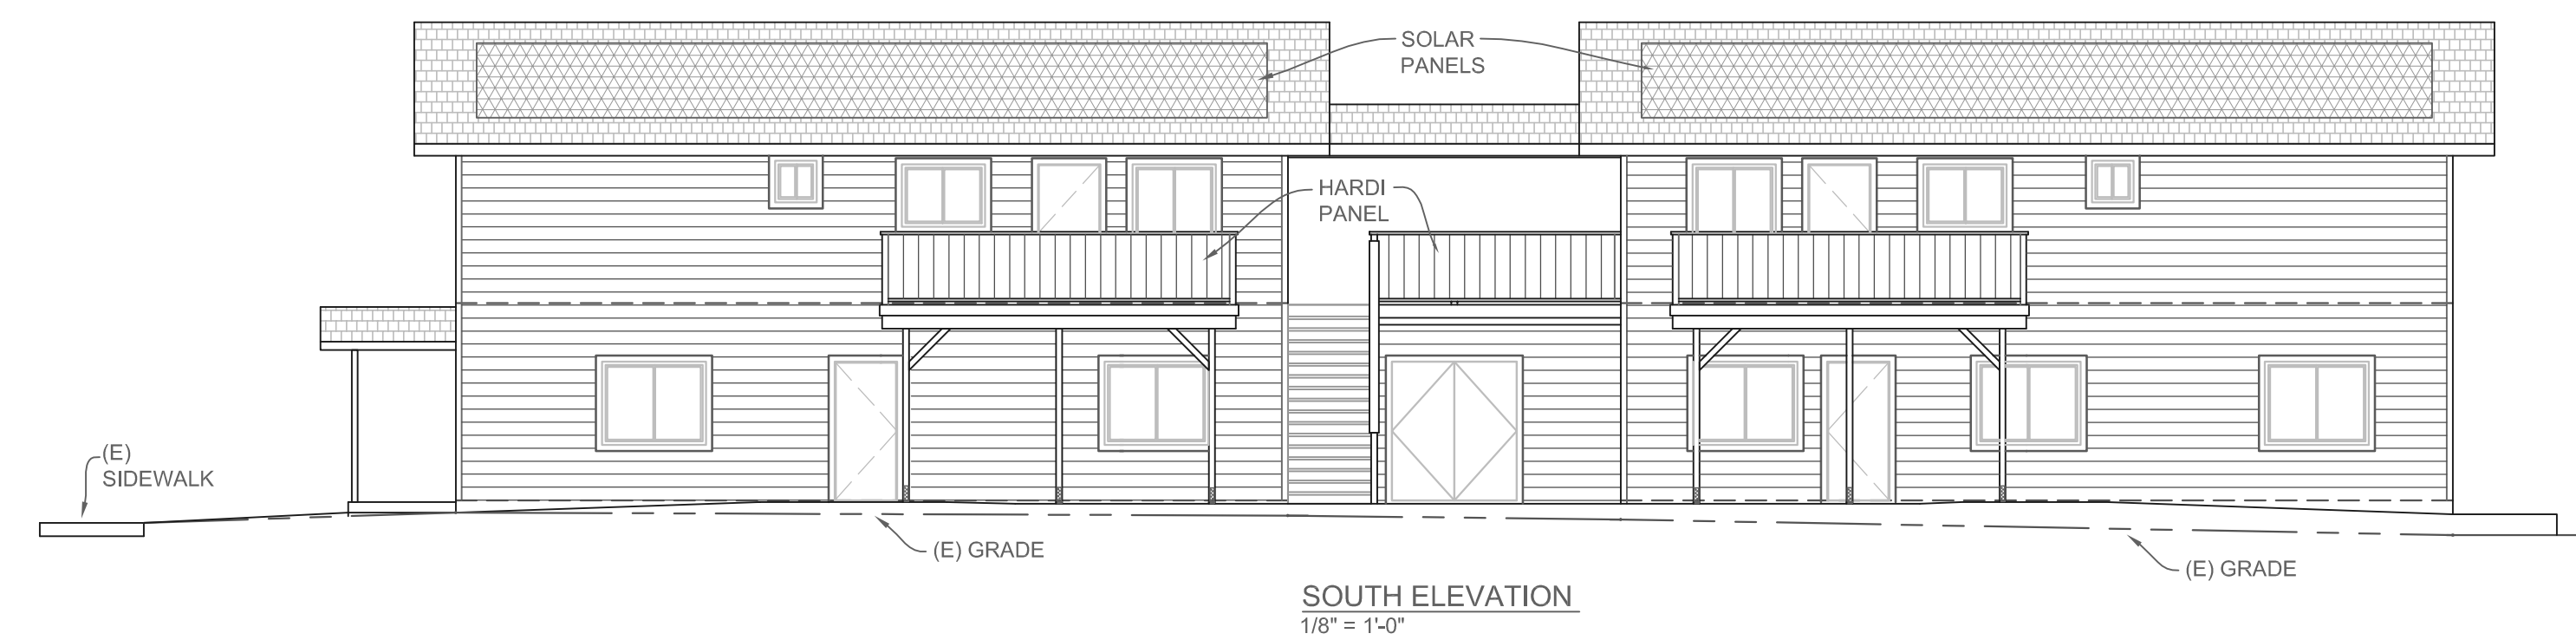 SOLAR
PANELS
HARDI
PANEL
(E)
SIDEWALK
(E) GRADE
(E) GRADE
SOUTH ELEVATION
1/8" = 1'-0"